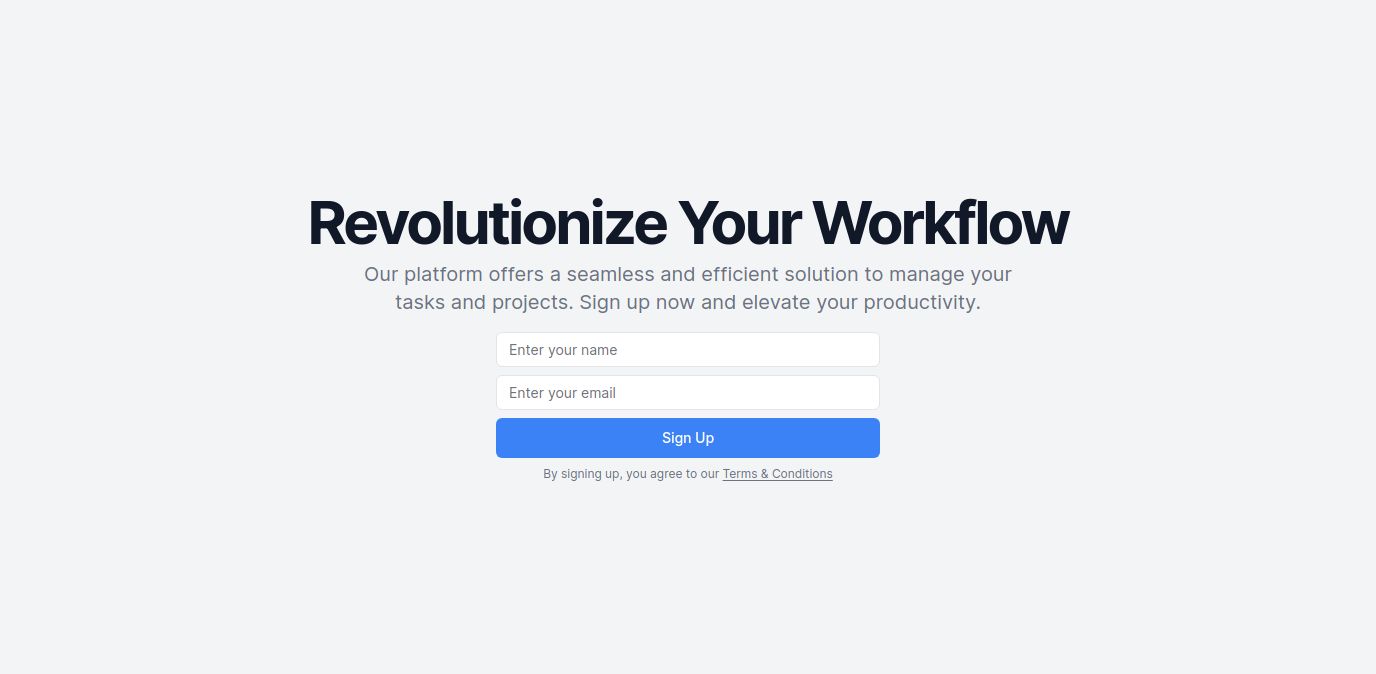 Revolutionize Your Workflow
Our platform offers a seamless and efficient solution to manage your
tasks and projects. Sign up now and elevate your productivity.
Enter your name
Enter your email
Sign Up
By signing up, you agree to our Terms & Conditions